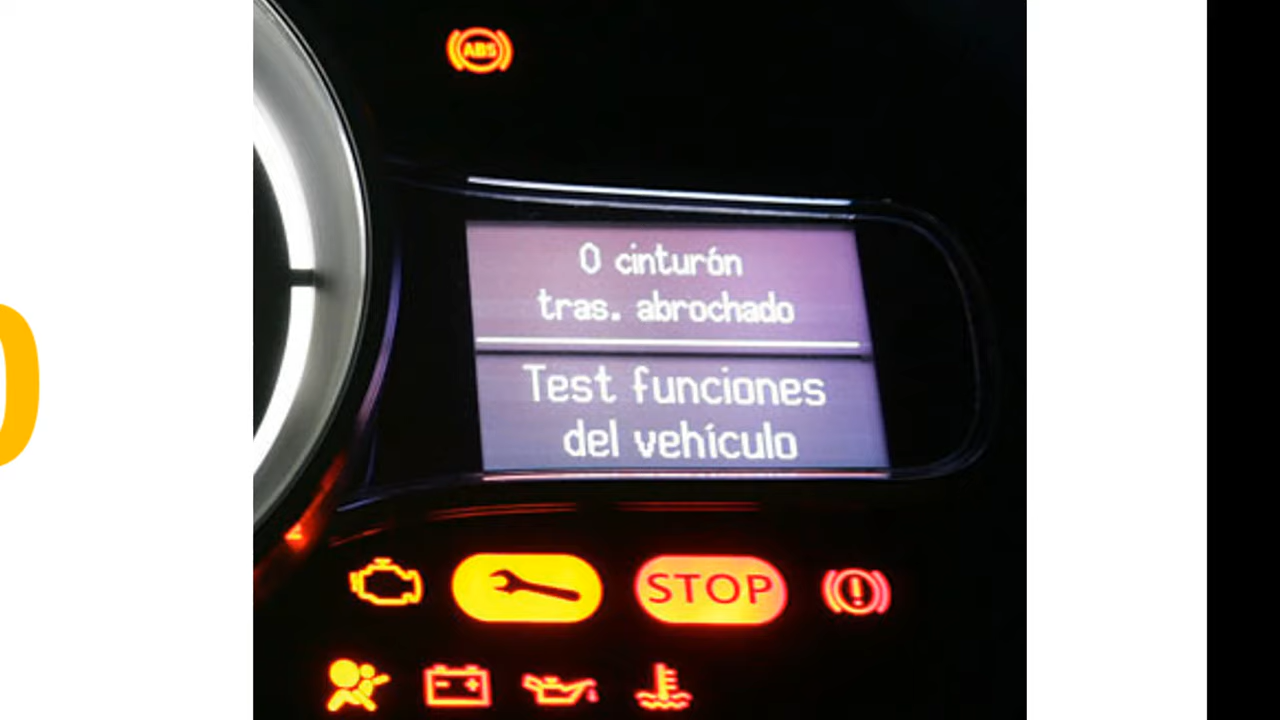 ABS
0 cinturón
tras. abrochado
Test funciones
del vehículo
STOP